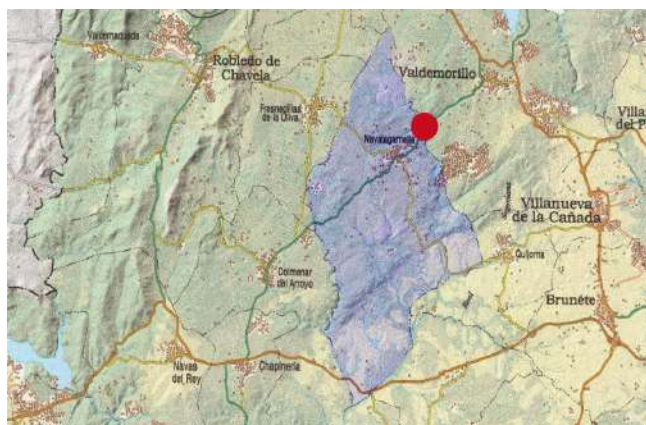 Valdemaqueda
Robledo de
Chavela
Valdemorillo
Fresnedillas
de la Oliva
Villa
del P
Navalagamella
Villanueva
de la Cañada
Quijorna
Colmenar
del Arroyo
Brunete
Navas
del Rey
Chapinería